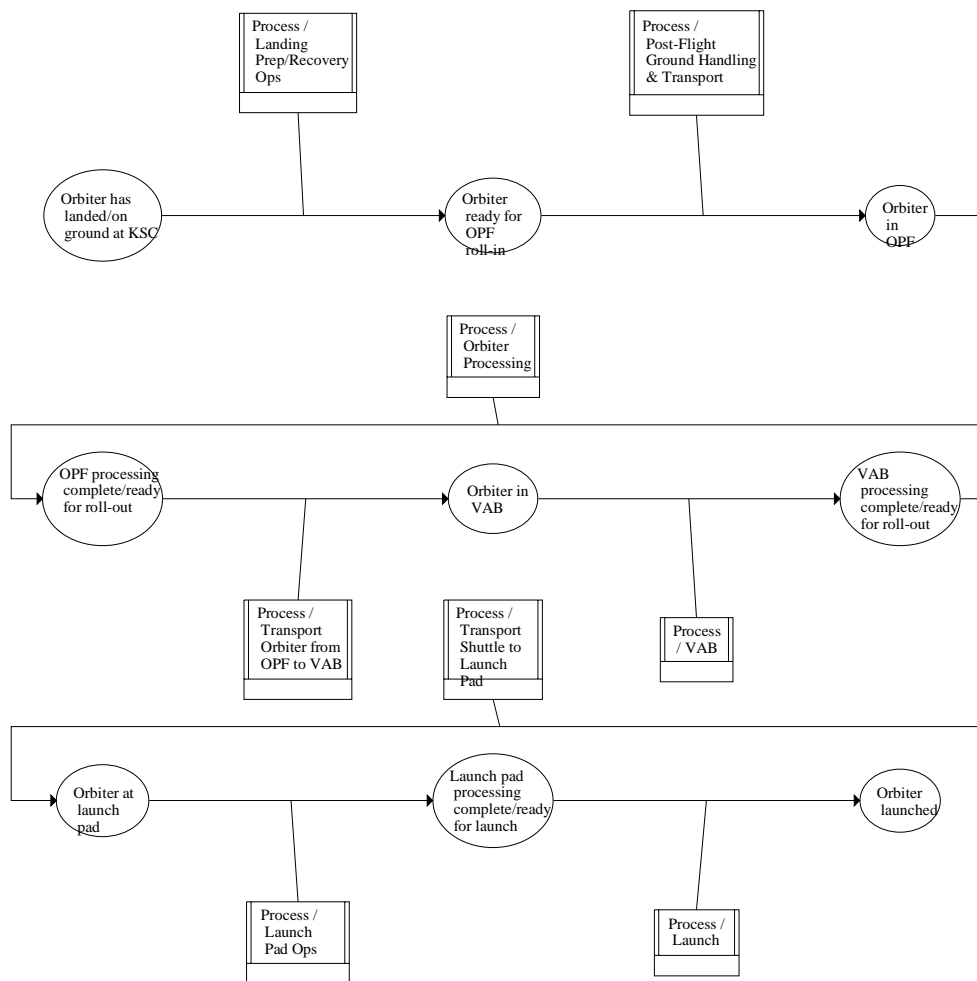 Process /
Landing
Prep/Recovery
Ops
Process /
Post-Flight
Ground Handling
& Transport
Orbiter has
landed/on
ground at KSC
Orbiter
ready for
OPF
roll-in
Orbiter
in
OPF
Process /
Orbiter
Processing
OPF processing
complete/ready
for roll-out
Orbiter in
VAB
VAB
processing
complete/ready
for roll-out
Process /
Transport
Orbiter from
OPF to VAB
Process /
Transport
Shuttle to
Launch
Pad
Process
/ VAB
Orbiter at
launch
pad
Launch pad
processing
complete/ready
for launch
Orbiter
launched
Process /
Launch
Pad Ops
Process /
Launch